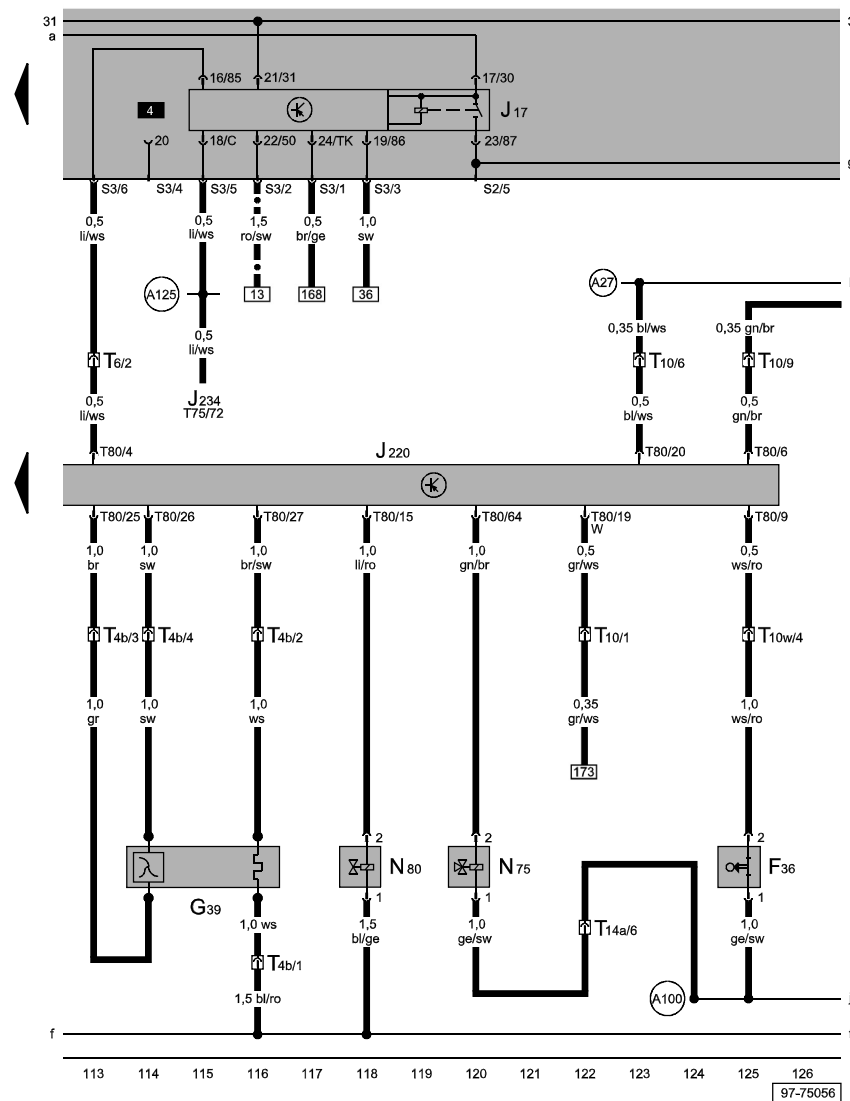 31
a
16/85 21/31 17/30
4 J17
20 18/C 22/50 24/TK 19/86 23/87
S3/6 S3/4 S3/5 S3/2 S3/1 S3/3 S2/5
0,5 0,5 1,5 0,5 1,0
li/ws li/ws ro/sw br/ge sw
A125 13 168 36 A27
0,35 bl/ws 0,35 gn/br
0,5
li/ws
T6/2 T10/6 T10/9
J234
T75/72
0,5 0,5 0,5
li/ws bl/ws gn/br
T80/4 J220 T80/20 T80/6
T80/25 T80/26 T80/27 T80/15 T80/64 T80/19 T80/9
W
1,0 1,0 1,0 1,0 1,0 0,5 0,5
br sw br/sw li/ro gn/br gr/ws ws/ro
T4b/3 T4b/4 T4b/2 T10/1 T10w/4
1,0 1,0 1,0 0,35 1,0
gr sw ws gr/ws ws/ro
173
2 2 2
N80 N75 F36
1 1 1
G39
1,0 ws 1,5 1,0 T14a/6 1,0
bl/ge ge/sw ge/sw
T4b/1
1,5 bl/ro A100
f
113 114 115 116 117 118 119 120 121 122 123 124 125 126
97-75056